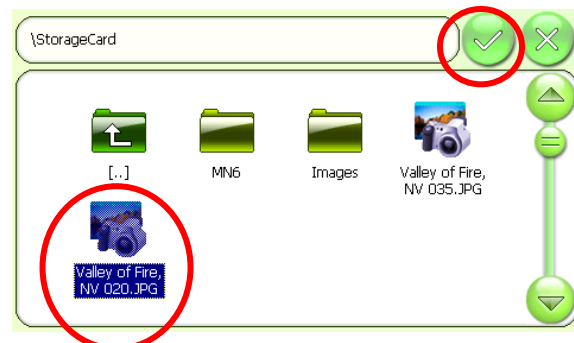 \StorageCard
[..]
MN6
Images
Valley of Fire,
NV 035.JPG
Valley of Fire,
NV 020.JPG